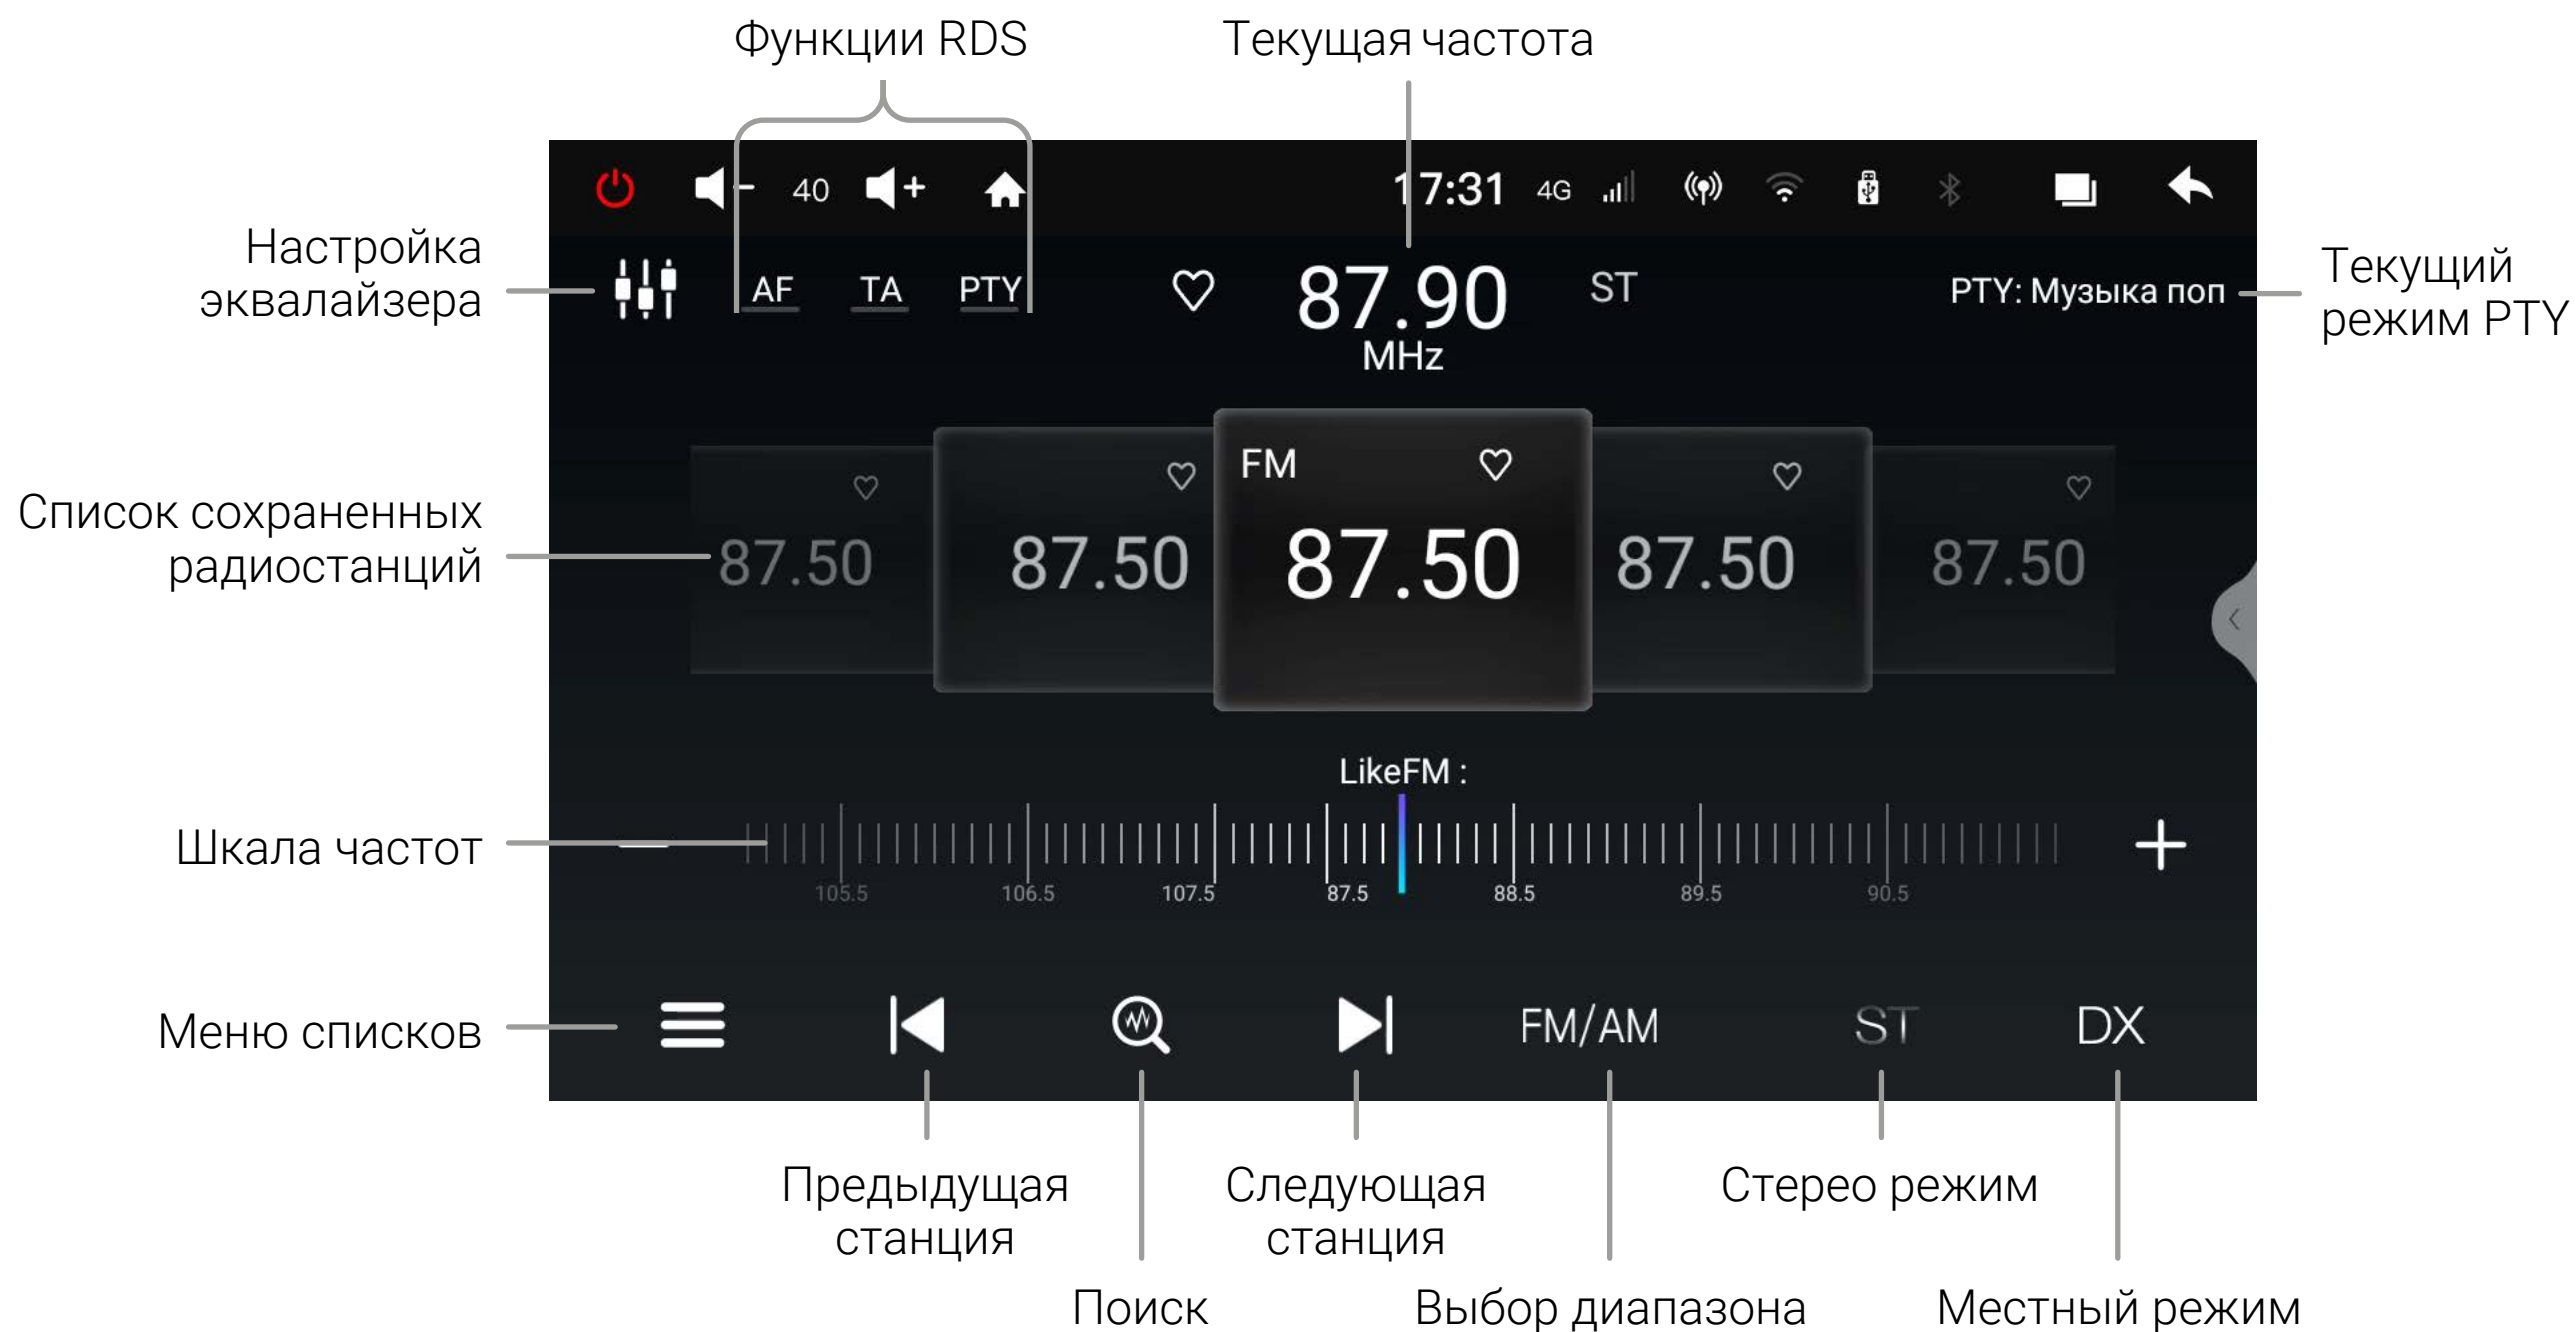 Функции RDS
Текущая частота
40
17:31
4G
Настройка
эквалайзера
AF
TA
PTY
87.90
MHz
ST
PTY: Музыка поп
Текущий
режим PTY
Список сохраненных
радиостанций
87.50
87.50
FM
87.50
87.50
87.50
LikeFM :
Шкала частот
105.5
106.5
107.5
87.5
88.5
89.5
90.5
Меню списков
FM/AM
ST
DX
Предыдущая
станция
Следующая
станция
Стерео режим
Поиск
Выбор диапазона
Местный режим